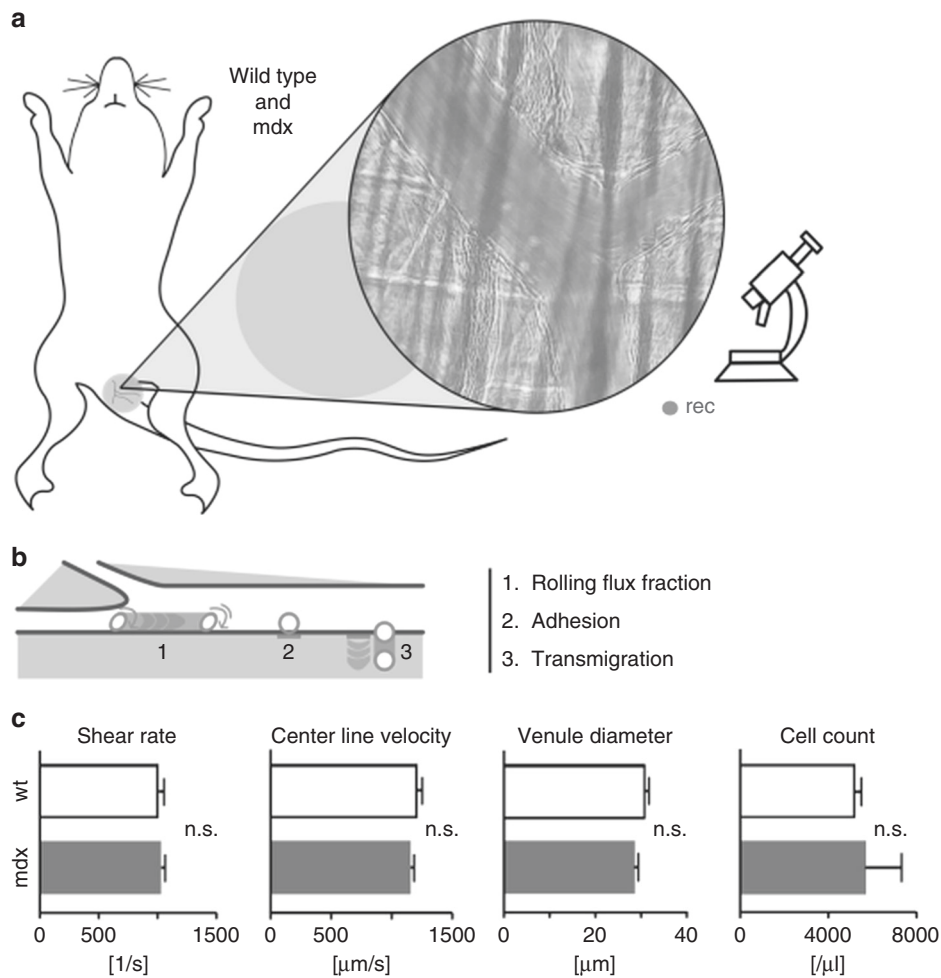 a
Wild type
and
mdx
rec
b
1
2
3
1. Rolling flux fraction
2. Adhesion
3. Transmigration
c
Shear rate
Center line velocity
Venule diameter
Cell count
wt
mdx
n.s.
n.s.
n.s.
n.s.
0 500 1500
0 500 1500
0 20 40
0 4000 8000
[1/s]
[μm/s]
[μm]
[/μl]